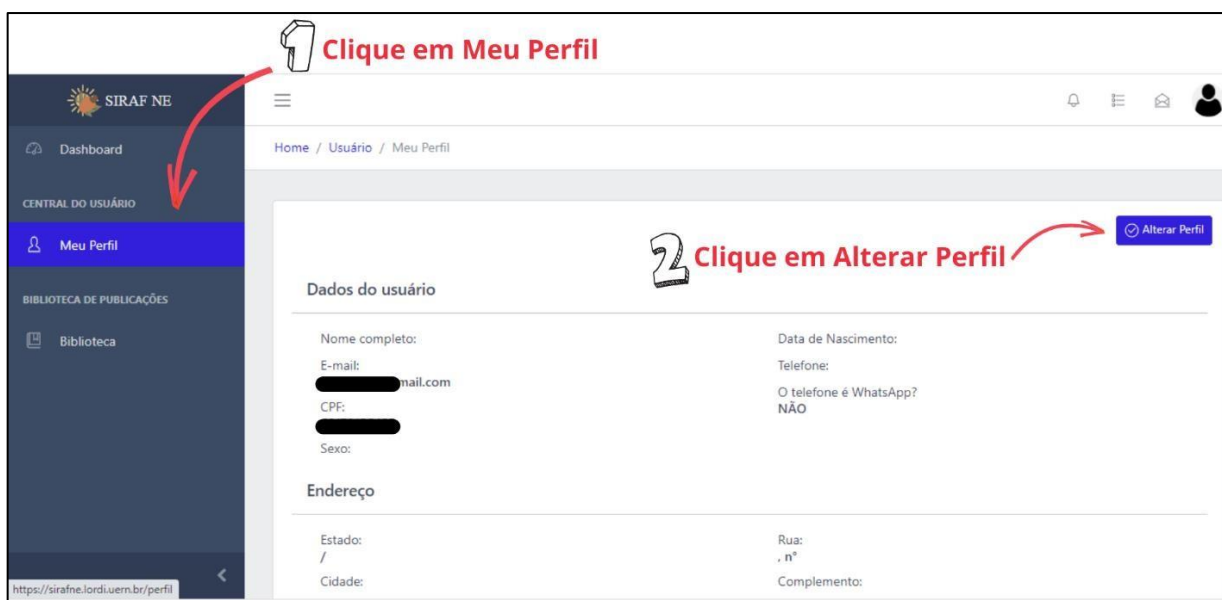 1 Clique em Meu Perfil
SIRAF NE
Dashboard
Home / Usuário / Meu Perfil
CENTRAL DO USUÁRIO
Meu Perfil
Alterar Perfil
2 Clique em Alterar Perfil
BIBLIOTECA DE PUBLICAÇÕES
Biblioteca
Dados do usuário
Nome completo:
Data de Nascimento:
E-mail:
mail.com
Telefone:
CPF:
O telefone é WhatsApp?
NÃO
Sexo:
Endereço
Estado:
/
Rua:
, n°
Cidade:
Complemento:
https://sirafne.lordi.uern.br/perfil